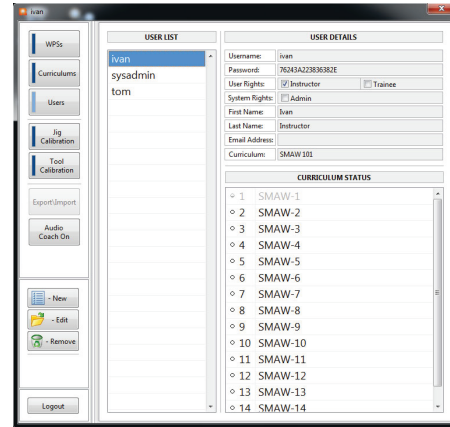 ivan
WPSs
Curriculums
Users
Jig
Calibration
Tool
Calibration
Export\Import
Audio
Coach On
- New
- Edit
- Remove
Logout
USER LIST
ivan
sysadmin
tom
USER DETAILS
Username: ivan
Password: 76243A223836382E
User Rights: Instructor Trainee
System Rights: Admin
First Name: Ivan
Last Name: Instructor
Email Address:
Curriculum: SMAW 101
CURRICULUM STATUS
1 SMAW-1
2 SMAW-2
3 SMAW-3
4 SMAW-4
5 SMAW-5
6 SMAW-6
7 SMAW-7
8 SMAW-8
9 SMAW-9
10 SMAW-10
11 SMAW-11
12 SMAW-12
13 SMAW-13
14 SMAW-14